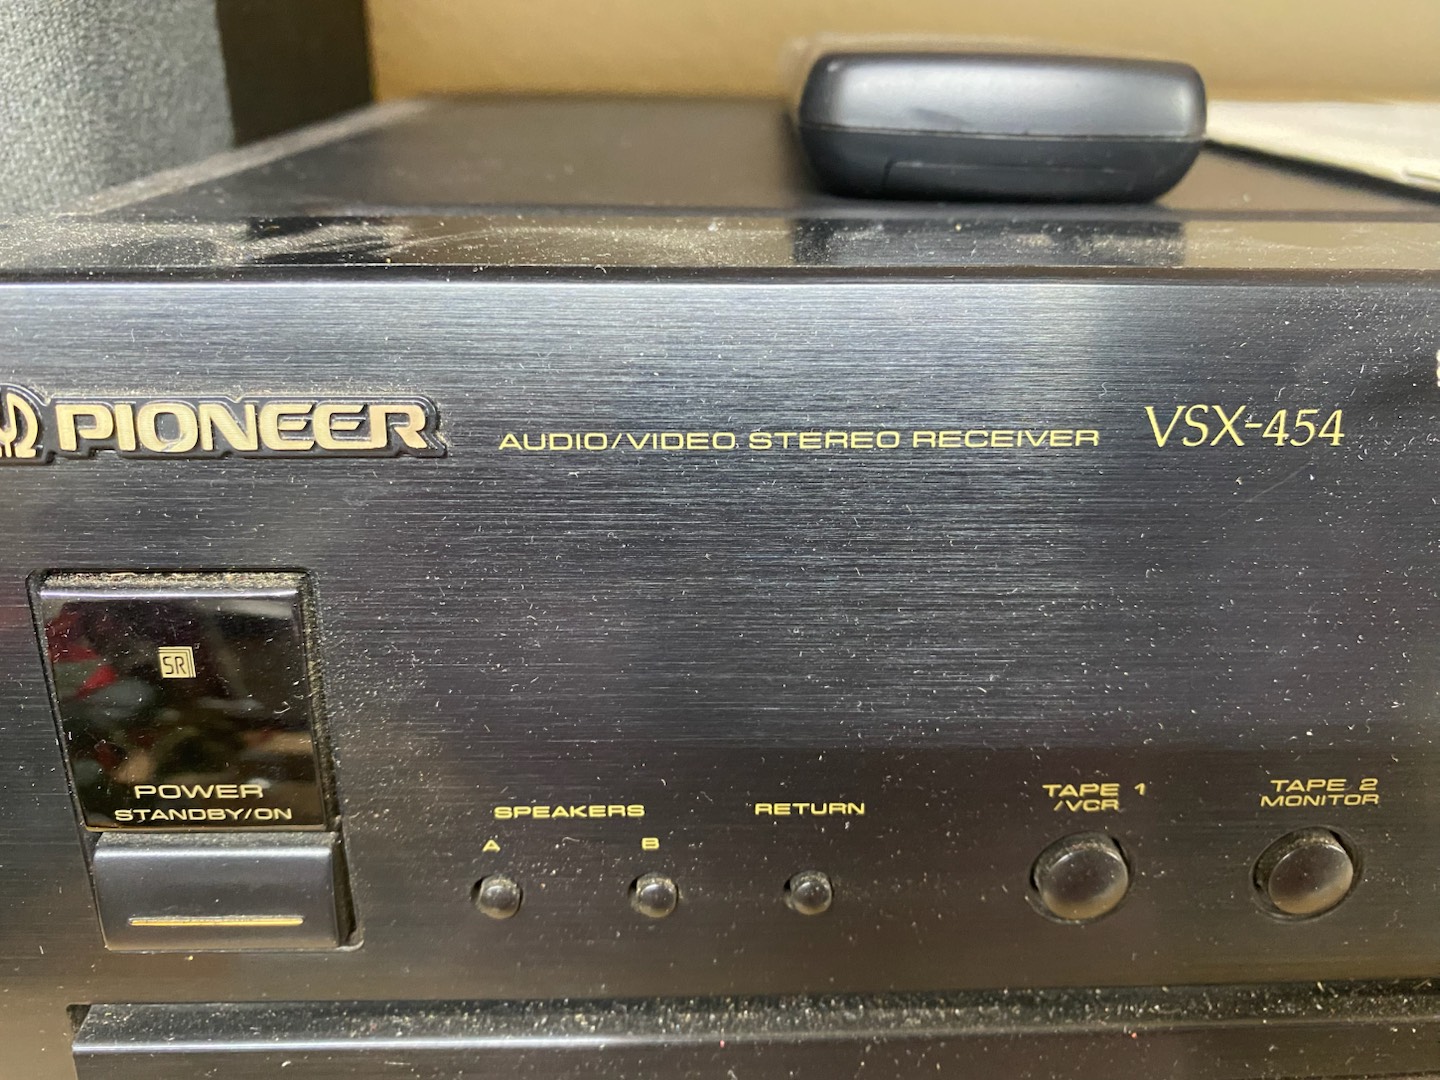 PIONEER
AUDIO/VIDEO STEREO RECEIVER
VSX-454
SR
POWER
STANDBY/ON
SPEAKERS
A
B
RETURN
TAPE 1
/VCR
TAPE 2
MONITOR